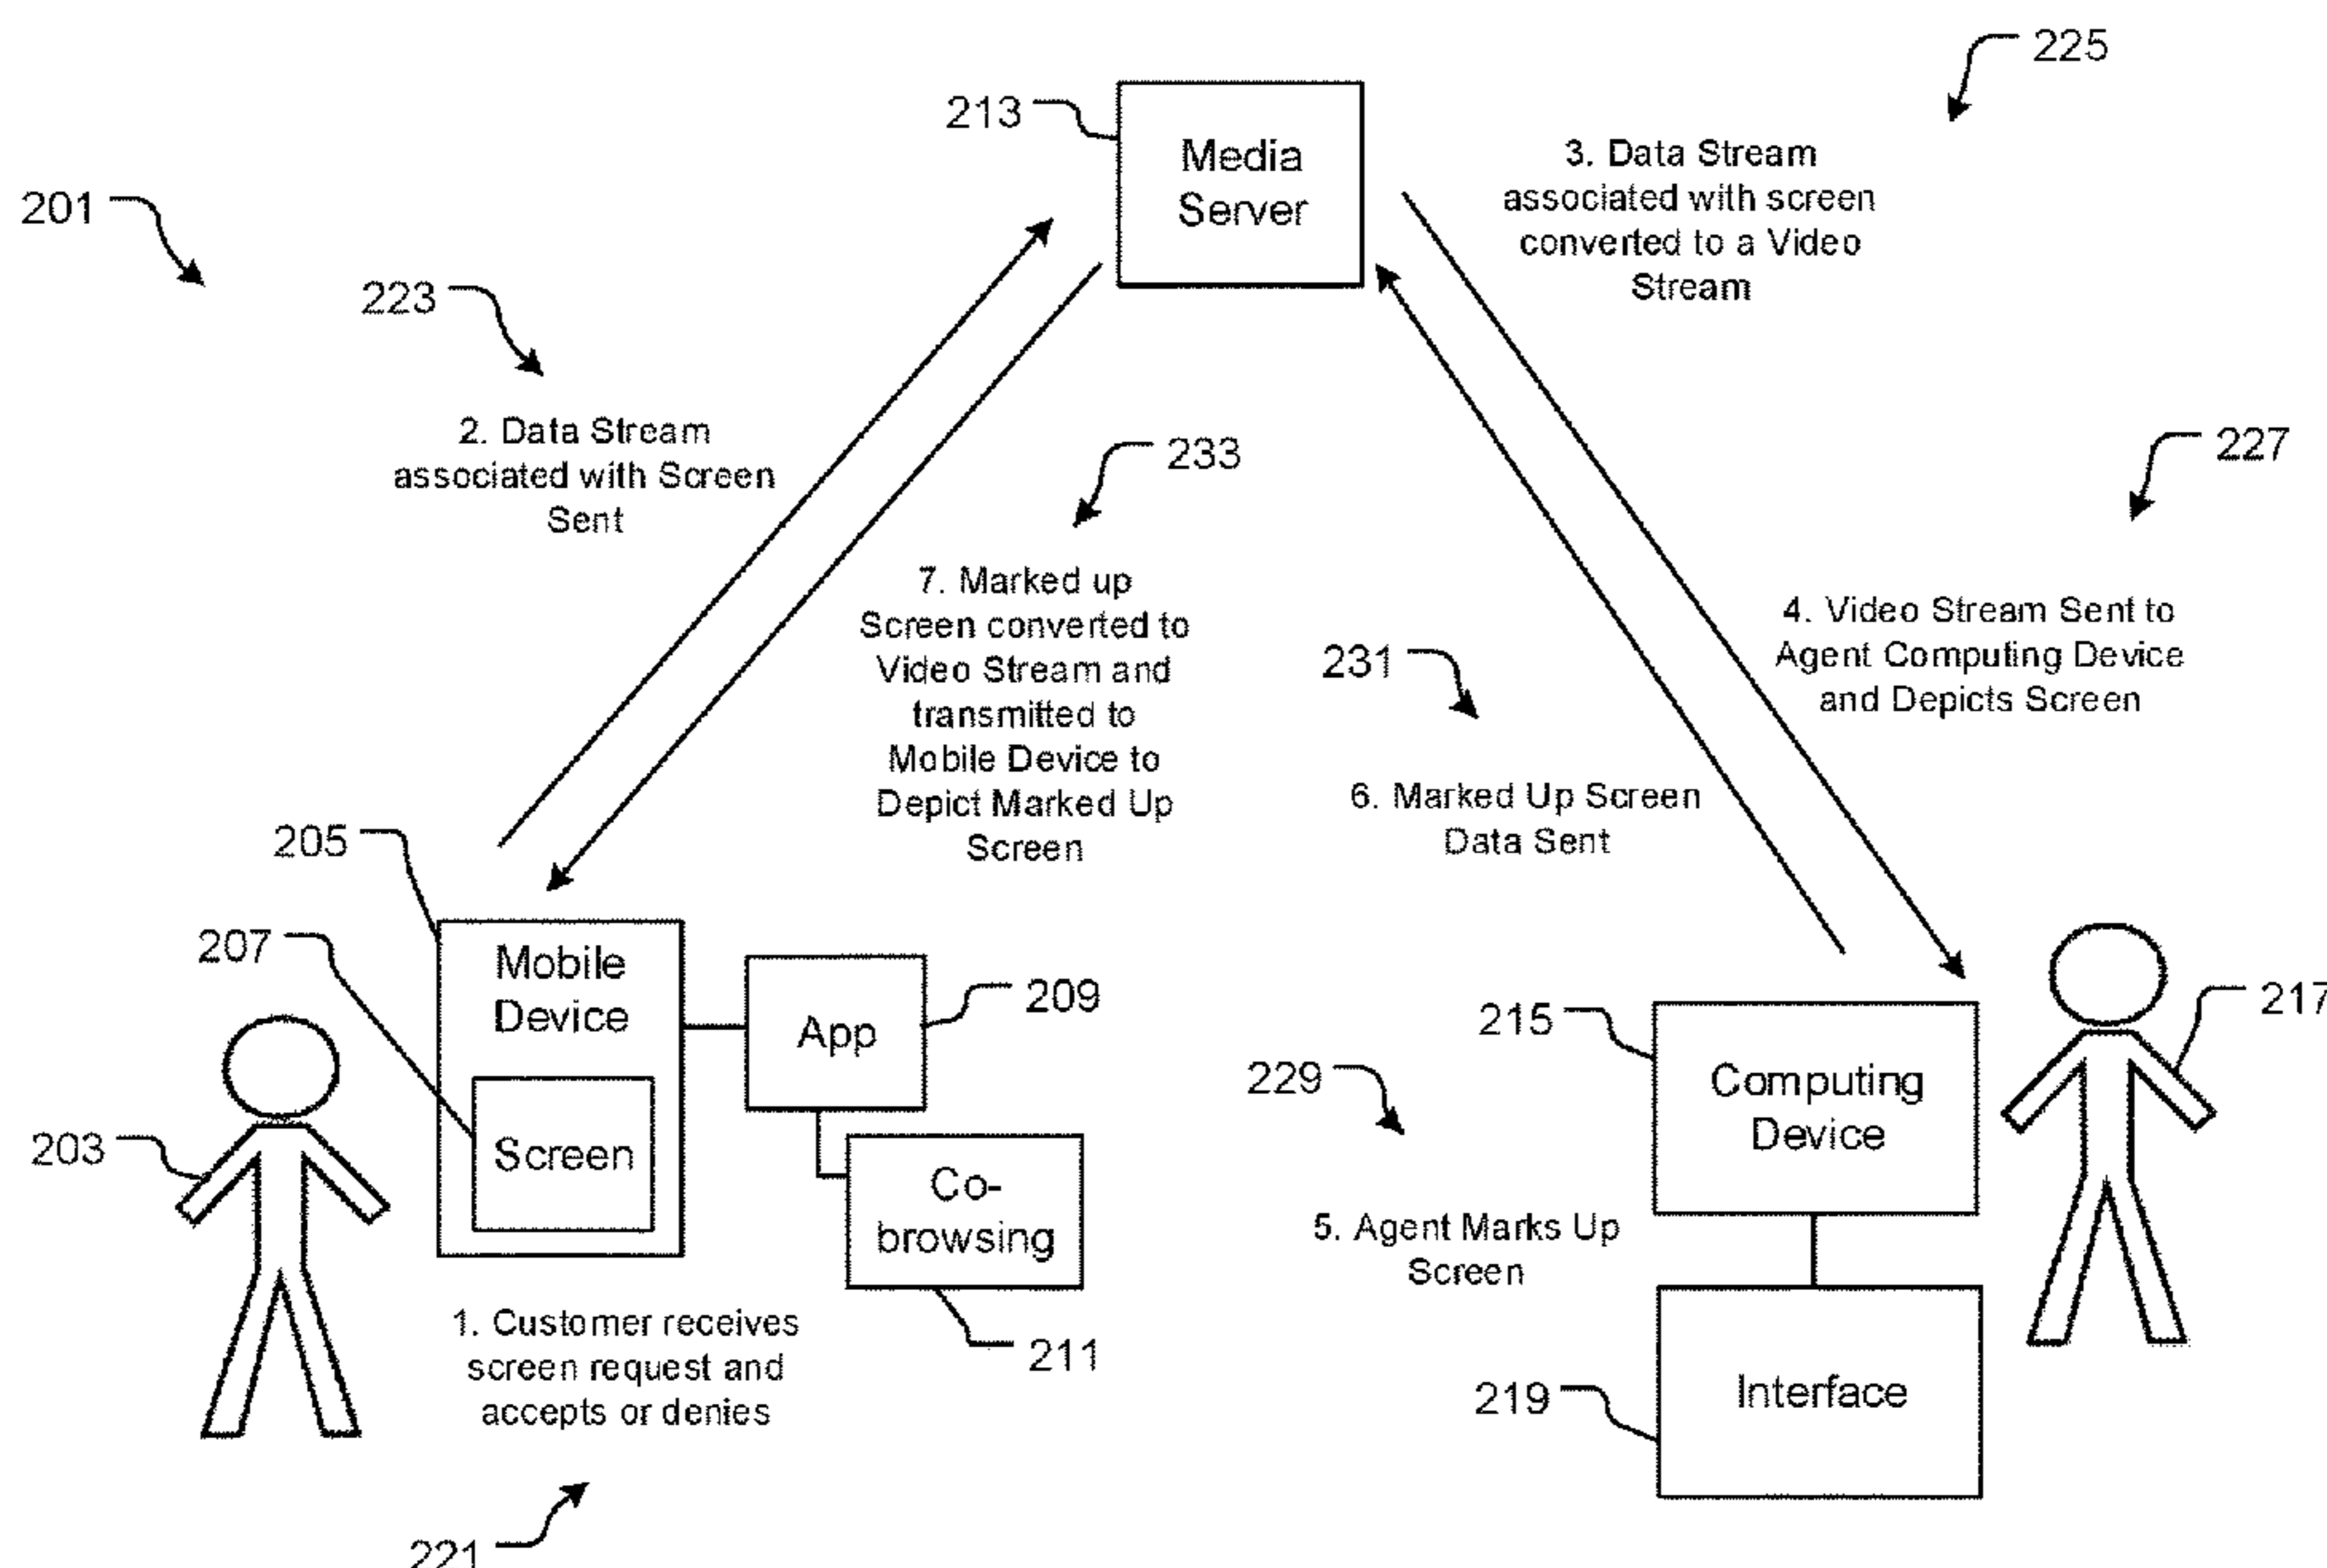 225
213
Media
Server
3. Data Stream
associated with screen
converted to a Video
Stream
201
223
2. Data Stream
associated with Screen
Sent
233
227
7. Marked up
Screen converted to
Video Stream and
transmitted to
Mobile Device to
Depict Marked Up
Screen
4. Video Stream Sent to
Agent Computing Device
and Depicts Screen
231
6. Marked Up Screen
Data Sent
205
207
Mobile
Device
Screen
209
App
203
Co-
browsing
211
1. Customer receives
screen request and
accepts or denies
221
215
217
Computing
Device
229
5. Agent Marks Up
Screen
219
Interface